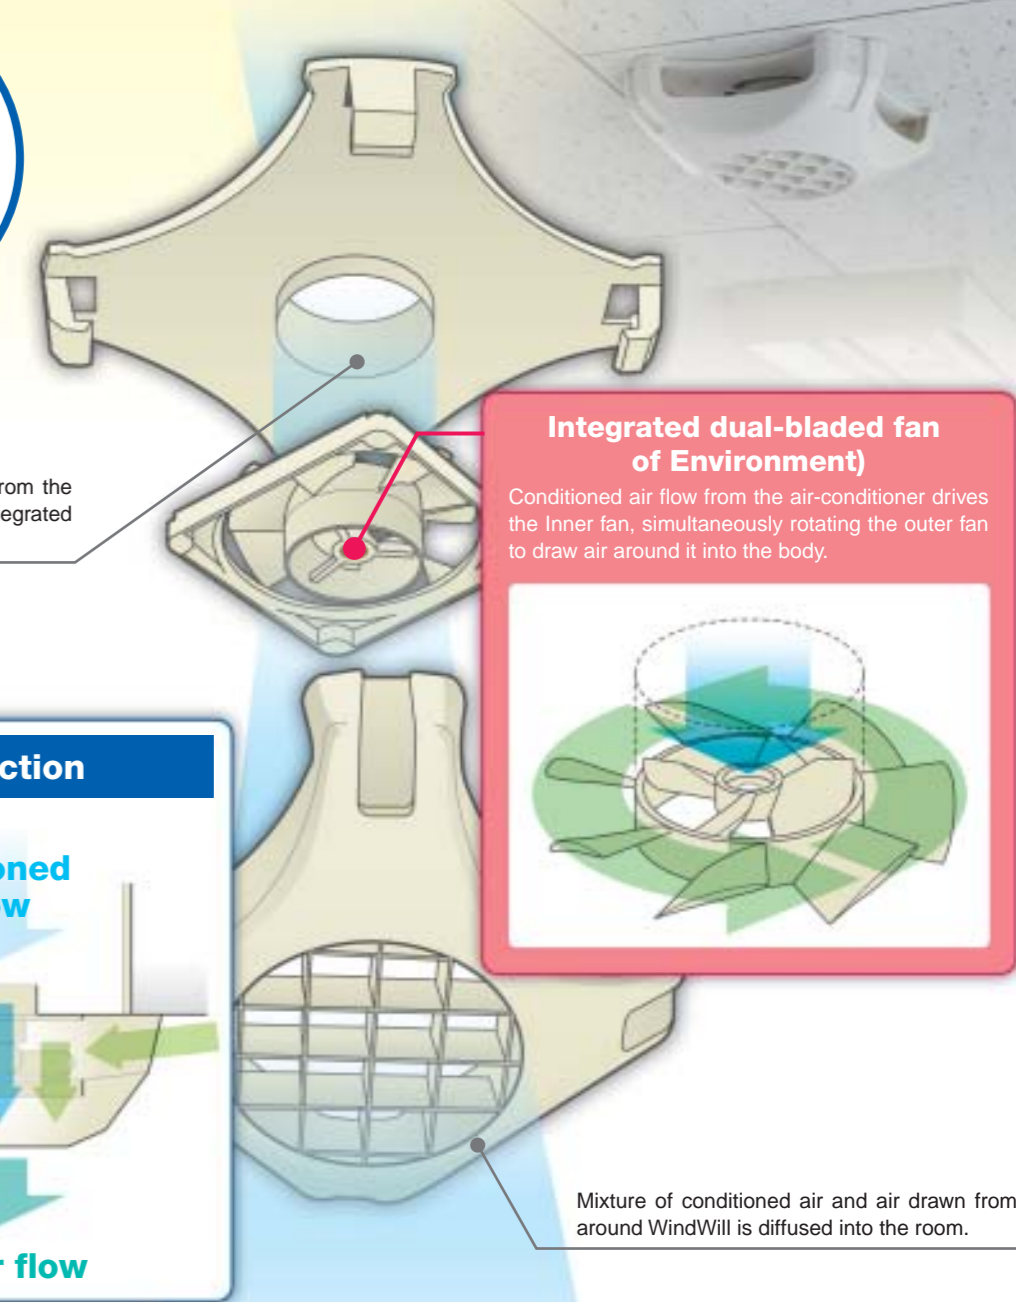 Integrated dual-bladed fan
of Environment)
Conditioned air flow from the air-conditioner drives
the Inner fan, simultaneously rotating the outer fan
to draw air around it into the body.
rom the
egrated
ction
oned
ow
r flow
Mixture of conditioned air and air drawn from
around WindWill is diffused into the room.